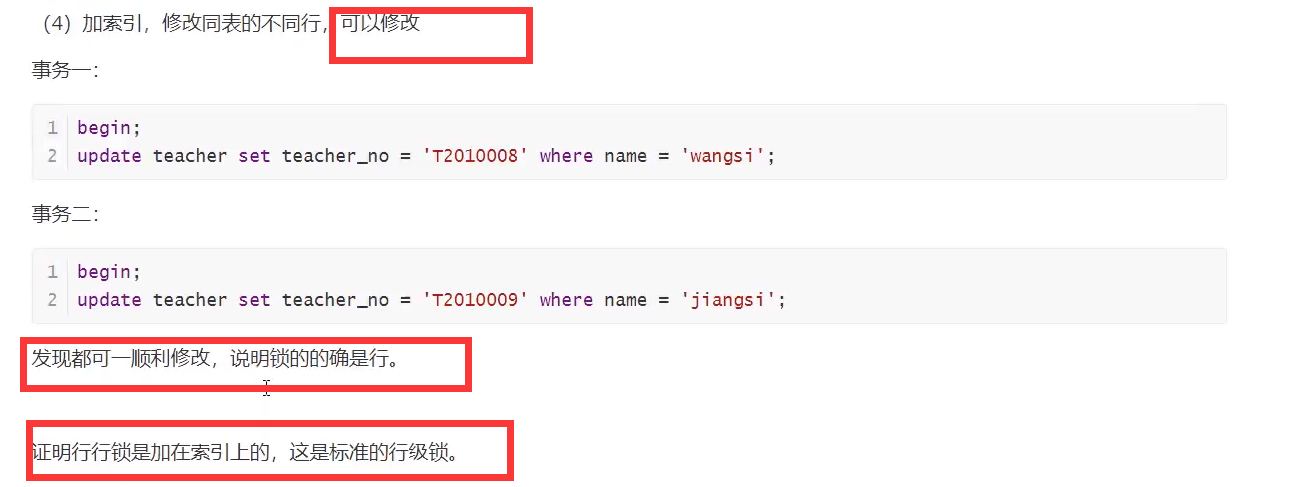 （4）加索引，修改同表的不同行，可以修改
事务一：
1 begin;
2 update teacher set teacher_no = 'T2010008' where name = 'wangsi';
事务二：
1 begin;
2 update teacher set teacher_no = 'T2010009' where name = 'jiangsi';
发现都可一顺利修改，说明锁的的确是行。
证明行行锁是加在索引上的，这是标准的行级锁。